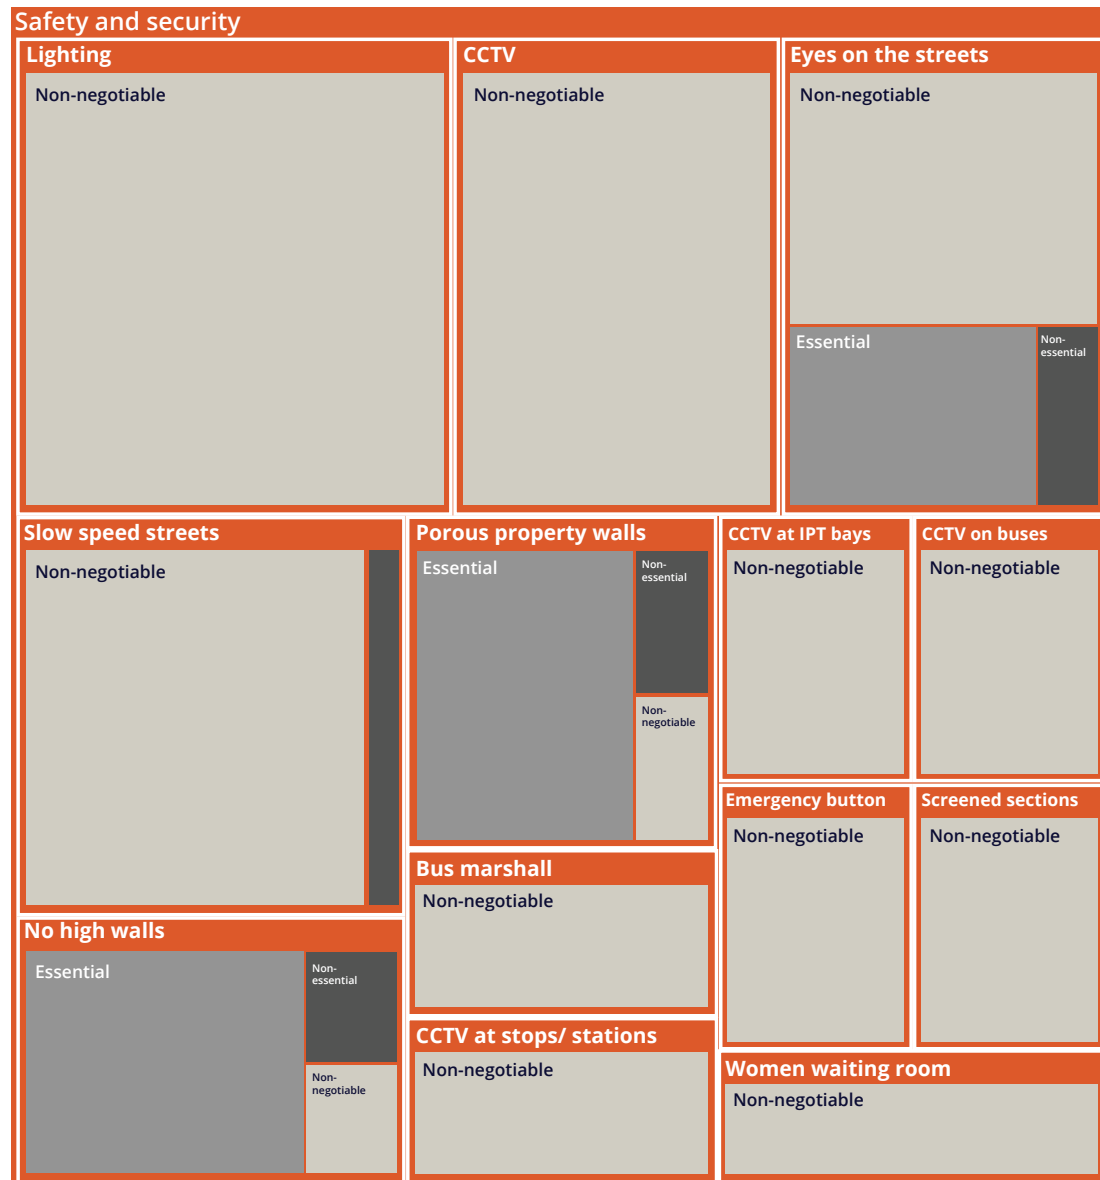 Safety and security
Lighting
Non-negotiable
CCTV
Non-negotiable
Eyes on the streets
Non-negotiable
Essential
Non-
essential
Slow speed streets
Non-negotiable
Porous property walls
Essential
Non-
essential
Non-
negotiable
CCTV at IPT bays
Non-negotiable
CCTV on buses
Non-negotiable
Emergency button
Non-negotiable
Screened sections
Non-negotiable
Bus marshall
Non-negotiable
No high walls
Essential
Non-
essential
Non-
negotiable
CCTV at stops/ stations
Non-negotiable
Women waiting room
Non-negotiable